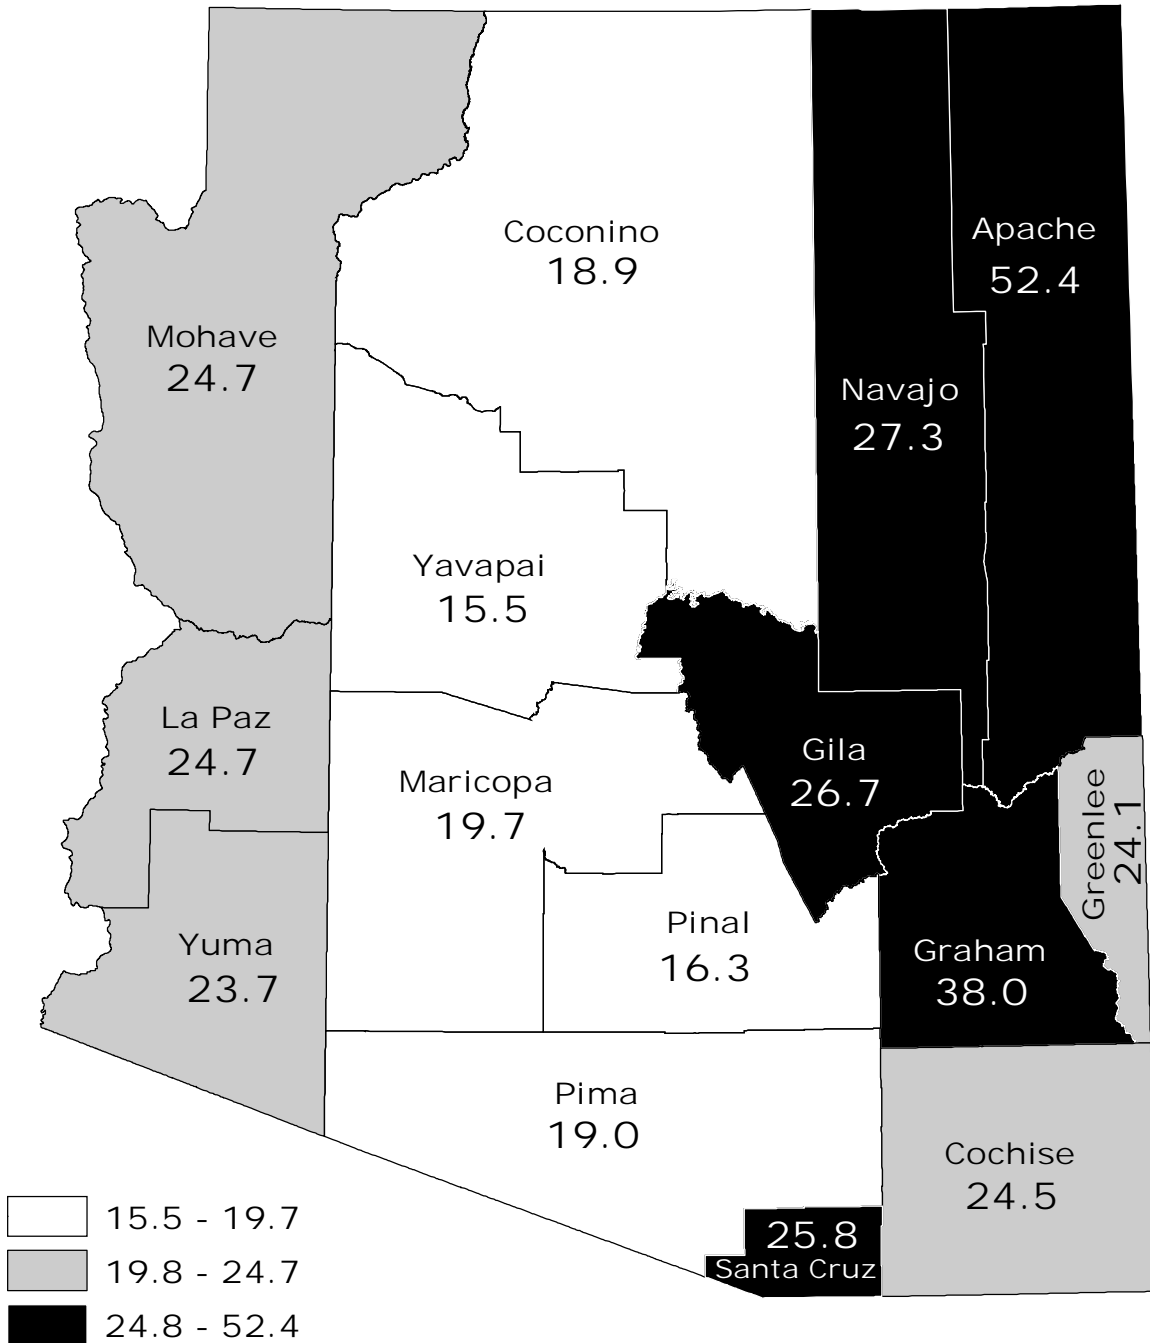 Coconino
18.9
Apache
52.4
Mohave
24.7
Navajo
27.3
Yavapai
15.5
La Paz
24.7
Maricopa
19.7
Gila
26.7
Greenlee
24.1
Yuma
23.7
Pinal
16.3
Graham
38.0
Pima
19.0
Cochise
24.5
25.8
Santa Cruz
15.5 - 19.7
19.8 - 24.7
24.8 - 52.4